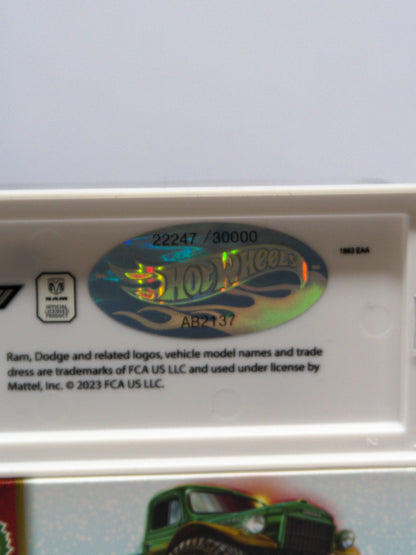 22247 /30000
HOT WHEELS
1993 EAA
RAM
OFFICIAL
LICENSED
PRODUCT
AB2137
Ram, Dodge and related logos, vehicle model names and trade
dress are trademarks of FCA US LLC and used under license by
Mattel, Inc. © 2023 FCA US LLC.
2